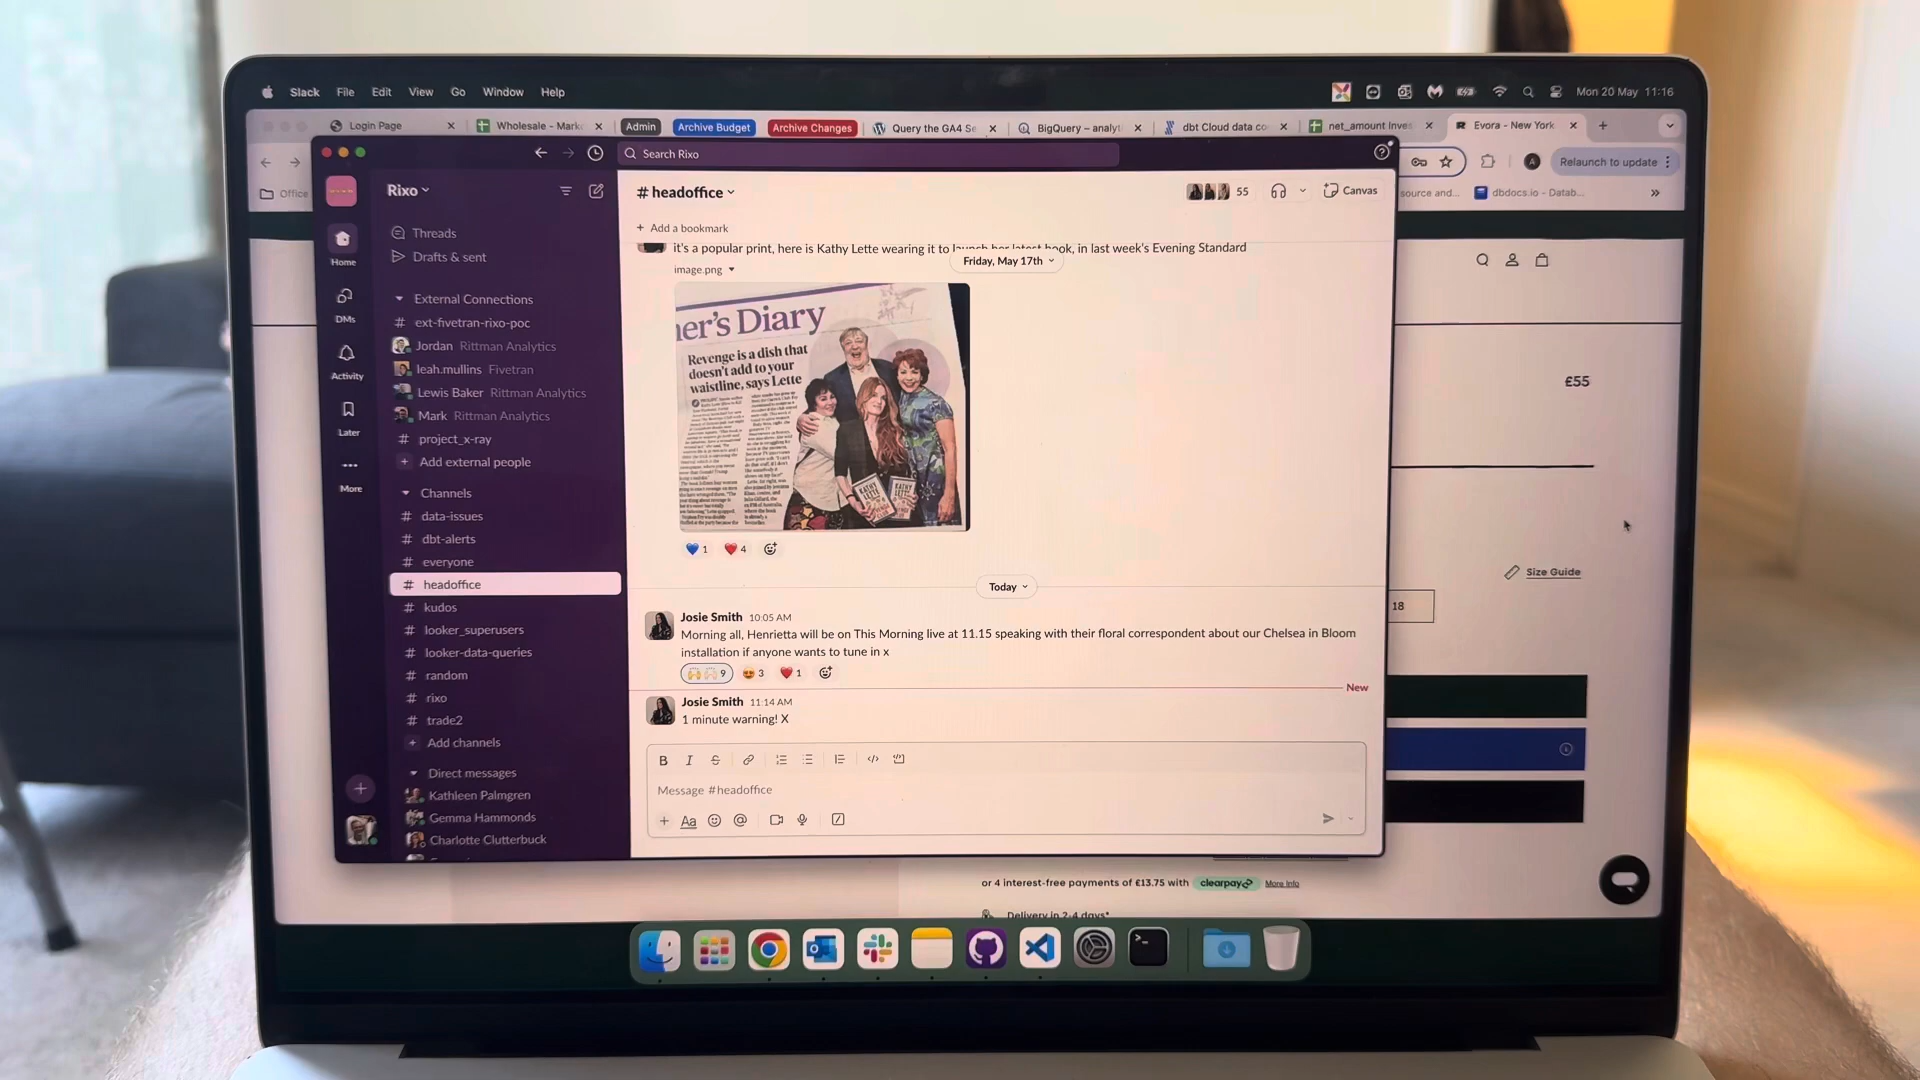 Slack File Edit View Go Window Help
Mon 20 May 11:16
Login Page
Wholesale - Mark
Admin
Archive Budget
Archive Changes
Query the GA4 Se
BigQuery – analyt
dbt Cloud data co
net_amount Inves
Evora - New York
Search Rixo
Relaunch to update
Office
source and...
dbdocs.io - Datab...
Rixo
Threads
Drafts & sent
Home
DMs
Activity
Later
More
External Connections
# ext-fivetran-rixo-poc
Jordan Rittman Analytics
leah.mullins Fivetran
Lewis Baker Rittman Analytics
Mark Rittman Analytics
# project_x-ray
+ Add external people
Channels
# data-issues
# dbt-alerts
# everyone
# headoffice
# kudos
# looker_superusers
# looker-data-queries
# random
# rixo
# trade2
+ Add channels
Direct messages
Kathleen Palmgren
Gemma Hammonds
Charlotte Clutterbuck
# headoffice
55
Canvas
+ Add a bookmark
it's a popular print, here is Kathy Lette wearing it to launch her latest book, in last week's Evening Standard
Friday, May 17th
image.png
ner's Diary
Revenge is a dish that
doesn't add to your
waistline, says Lette
KATHY
LETTE
KATHY
LETTE
1
4
Today
Josie Smith 10:05 AM
Morning all, Henrietta will be on This Morning live at 11.15 speaking with their floral correspondent about our Chelsea in Bloom
installation if anyone wants to tune in x
9
3
1
New
Josie Smith 11:14 AM
1 minute warning! X
B I S
Message #headoffice
+ Aa
£55
Size Guide
18
or 4 interest-free payments of £13.75 with clearpay More info
Delivery in 2-4 days*